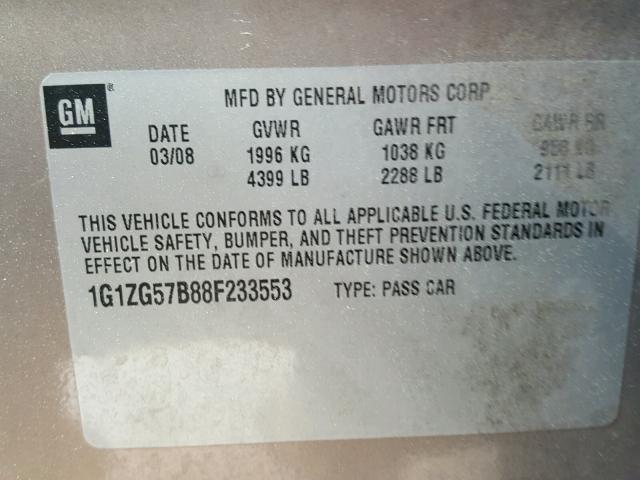 GM®
MFD BY GENERAL MOTORS CORP
DATE GVWR GAWR FRT GAWR RR
03/08 1996 KG 1038 KG 958 KG
4399 LB 2288 LB 2111 LB
THIS VEHICLE CONFORMS TO ALL APPLICABLE U.S. FEDERAL MOTOR
VEHICLE SAFETY, BUMPER, AND THEFT PREVENTION STANDARDS IN
EFFECT ON THE DATE OF MANUFACTURE SHOWN ABOVE.
1G1ZG57B88F233553 TYPE: PASS CAR